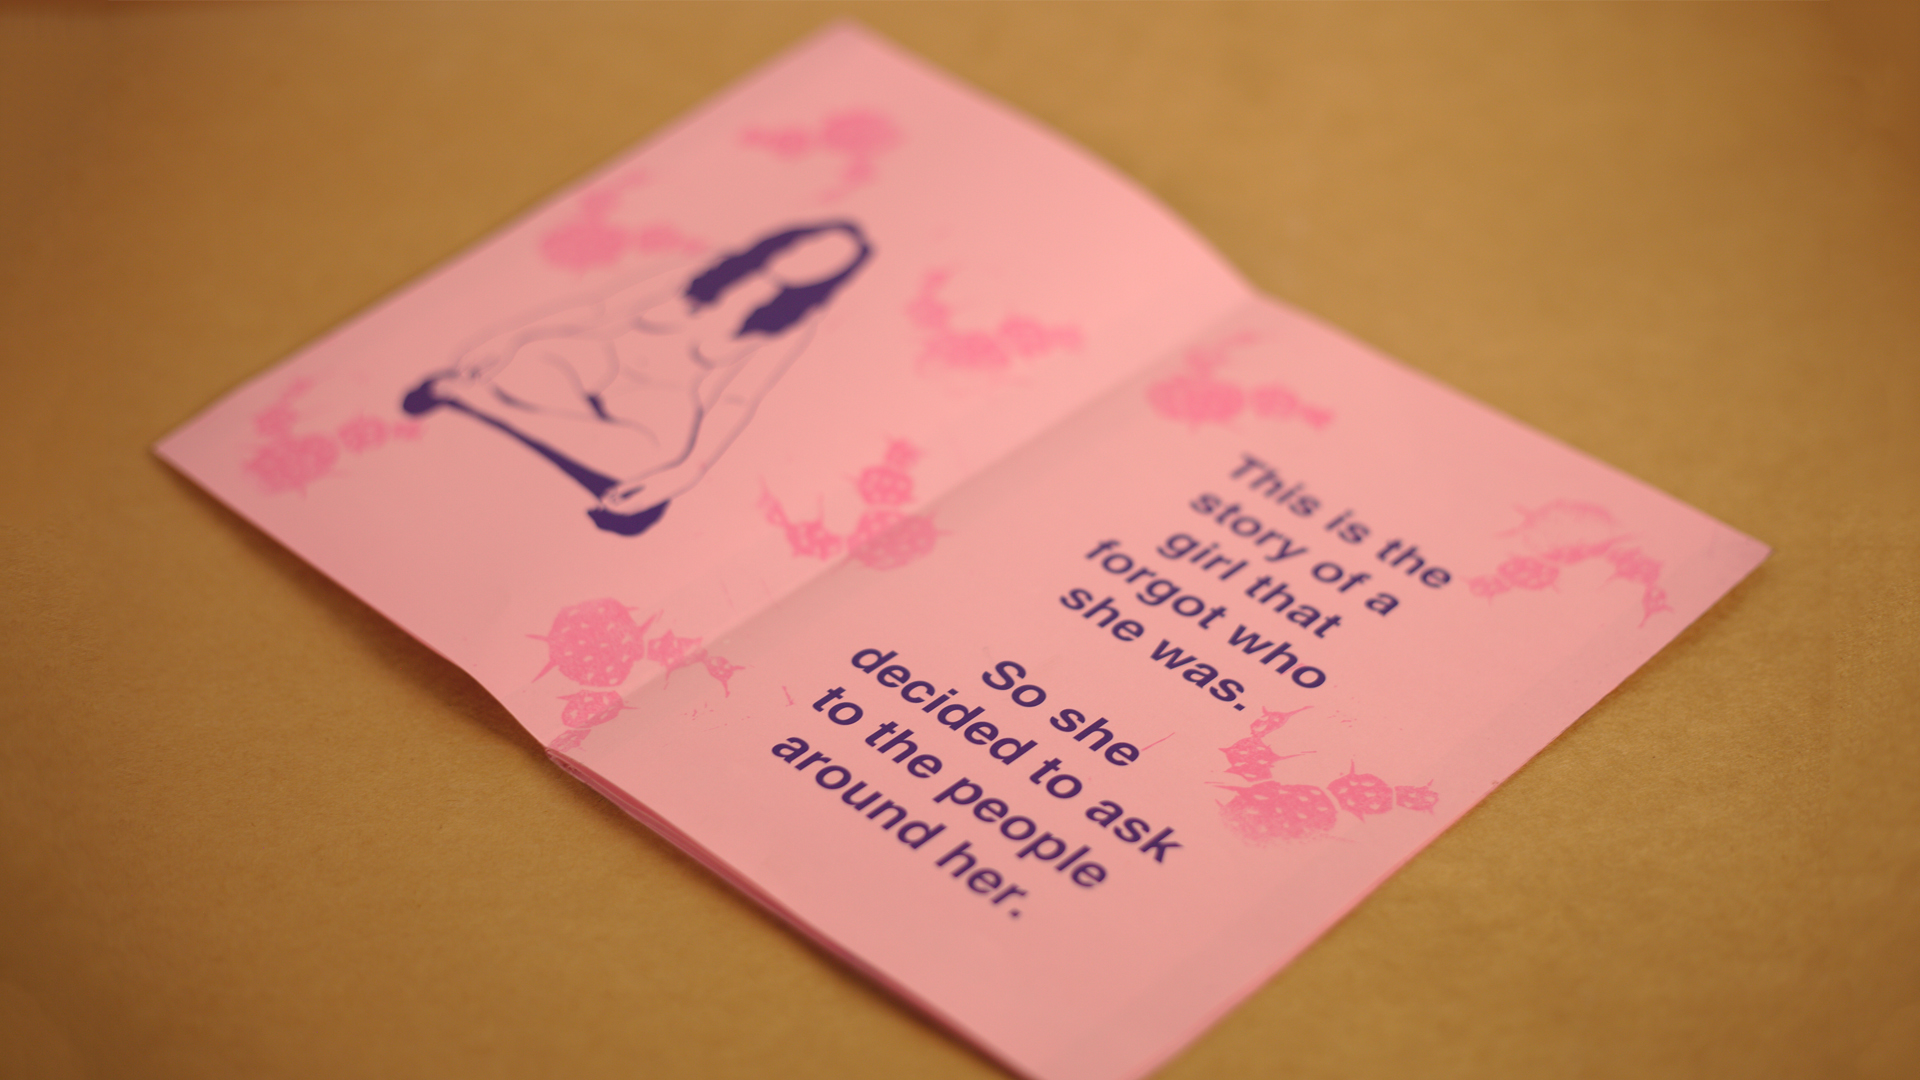 This is the
story of a
girl that
forgot who
she was.
So she
decided to ask
to the people
around her.